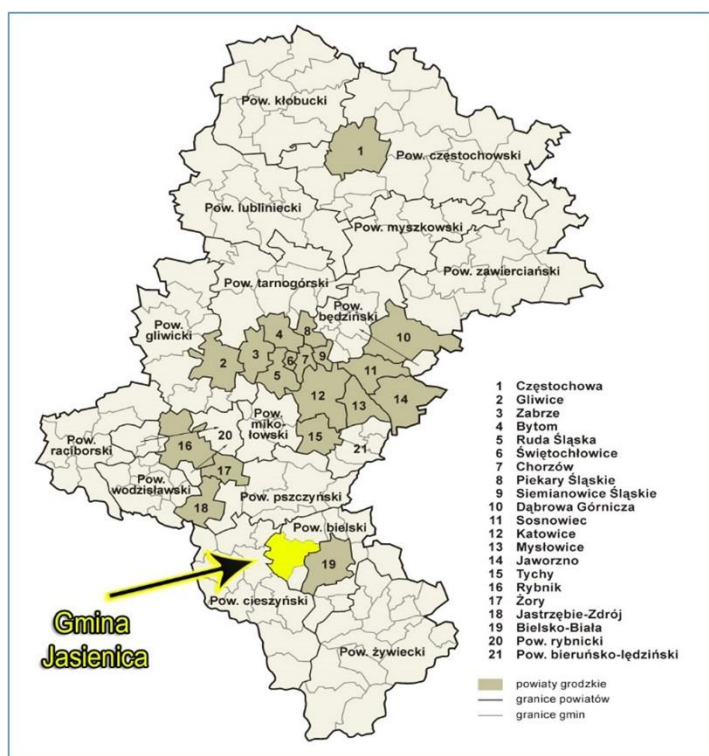 Pow. kłobucki
1
Pow. częstochowski
Pow. lubliniecki
Pow. myszkowski
Pow. zawierciański
Pow. tarnogórski
Pow.
będziński
Pow.
gliwicki
8
4
10
2
3
6
7
9
5
11
12
13
14
Pow.
miko-
łowski
15
21
Pow.
raciborski
16
20
17
Pow.
wodzisławski
Pow. pszczyński
18
Pow. bielski
19
Pow. cieszyński
Pow. żywiecki
Gmina
Jasienica
1 Częstochowa
2 Gliwice
3 Zabrze
4 Bytom
5 Ruda Śląska
6 Świętochłowice
7 Chorzów
8 Piekary Śląskie
9 Siemianowice Śląskie
10 Dąbrowa Górnicza
11 Sosnowiec
12 Katowice
13 Mysłowice
14 Jaworzno
15 Tychy
16 Rybnik
17 Żory
18 Jastrzębie-Zdrój
19 Bielsko-Biała
20 Pow. rybnicki
21 Pow. bieruńsko-lędziński
powiaty grodzkie
granice powiatów
granice gmin